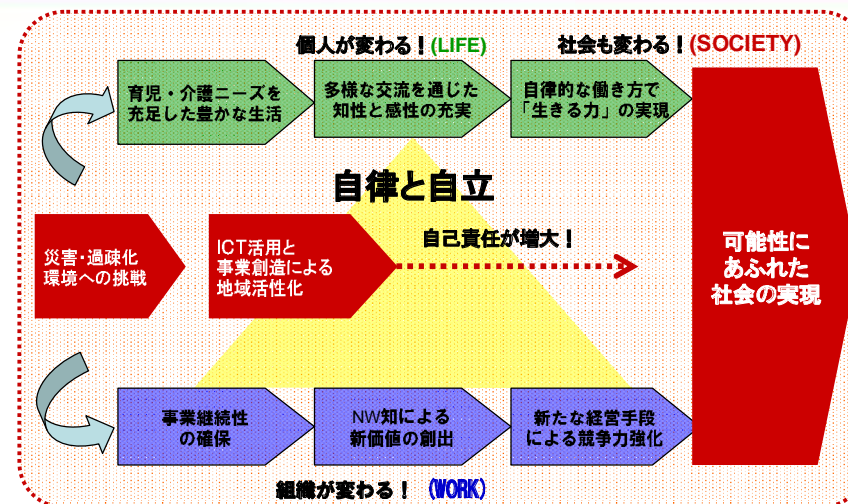 個人が変わる！(LIFE)
社会も変わる！(SOCIETY)
育児・介護ニーズを
充足した豊かな生活
多様な交流を通じた
知性と感性の充実
自律的な働き方で
「生きる力」の実現
自律と自立
災害・過疎化
環境への挑戦
ICT活用と
事業創造による
地域活性化
自己責任が増大！
可能性に
あふれた
社会の実現
事業継続性
の確保
NW知による
新価値の創出
新たな経営手段
による競争力強化
組織が変わる！ (WORK)